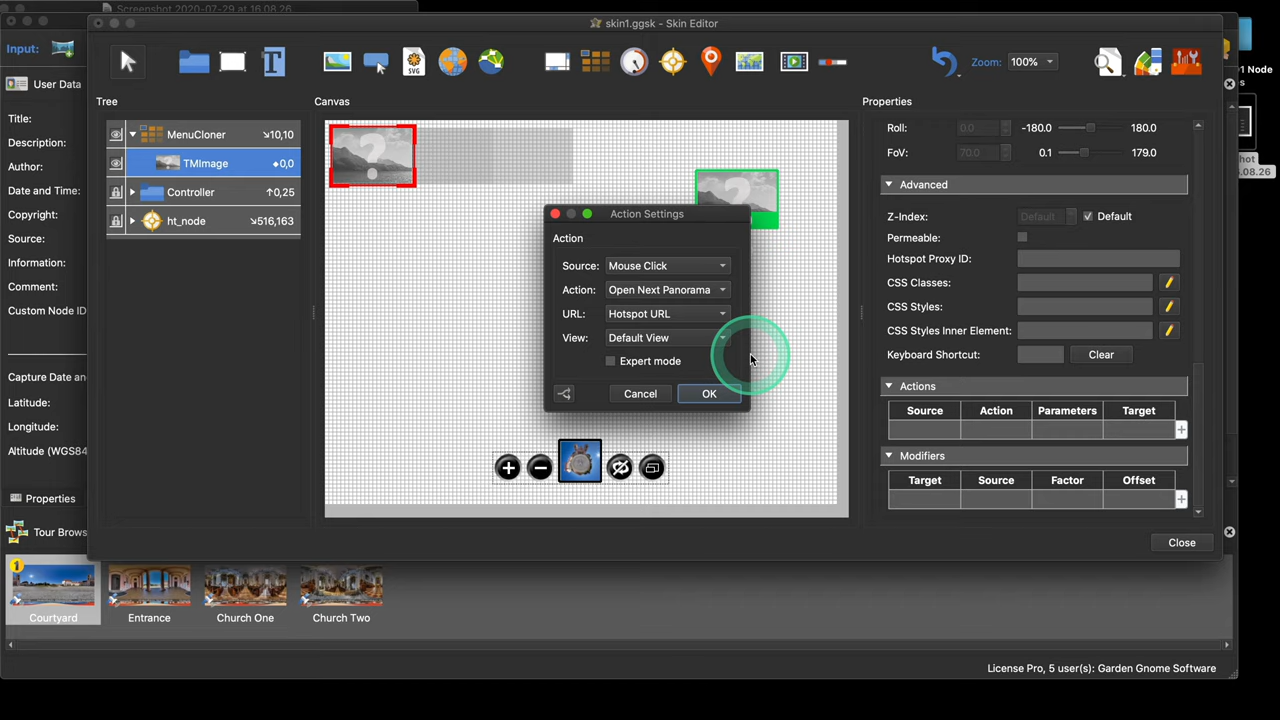 Screenshot 2020-07-29 at 16.08.26
skin1.ggsk - Skin Editor
Input:
Zoom: 100%
User Data
Title:
Description:
Author:
Date and Time:
Copyright:
Source:
Information:
Comment:
Custom Node ID
Capture Date an
Latitude:
Longitude:
Altitude (WGS84
Properties
Tour Brows
Tree
MenuCloner ↘10,10
TMImage ⌖0,0
Controller ↑0,25
ht_node ↘516,163
Canvas
Action Settings
Action
Source: Mouse Click
Action: Open Next Panorama
URL: Hotspot URL
View: Default View
Expert mode
Cancel OK
Properties
Roll: 0.0 -180.0 180.0
FoV: 70.0 0.1 179.0
Advanced
Z-Index: Default Default
Permeable:
Hotspot Proxy ID:
CSS Classes:
CSS Styles:
CSS Styles Inner Element:
Keyboard Shortcut: Clear
Actions
Source Action Parameters Target
Modifiers
Target Source Factor Offset
Close
1
Courtyard Entrance Church One Church Two
License Pro, 5 user(s): Garden Gnome Software
1 Node
hot
8.26